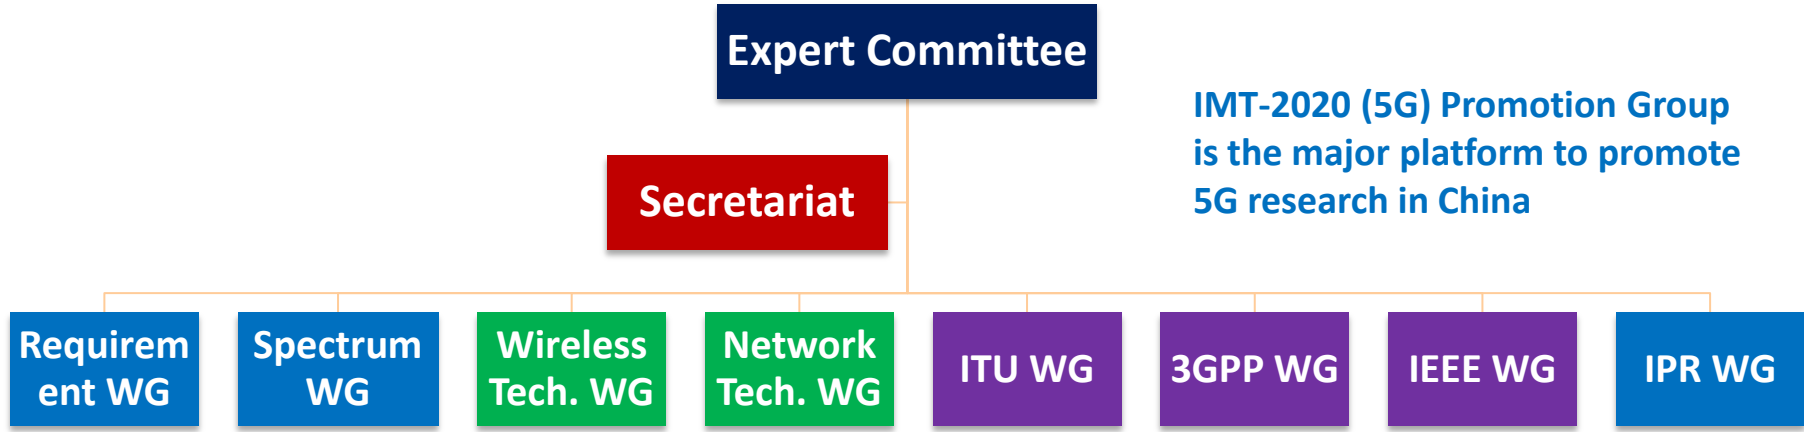 Expert Committee
IMT-2020 (5G) Promotion Group
is the major platform to promote
5G research in China
Secretariat
Requirem
ent WG
Spectrum
WG
Wireless
Tech. WG
Network
Tech. WG
ITU WG
3GPP WG
IEEE WG
IPR WG